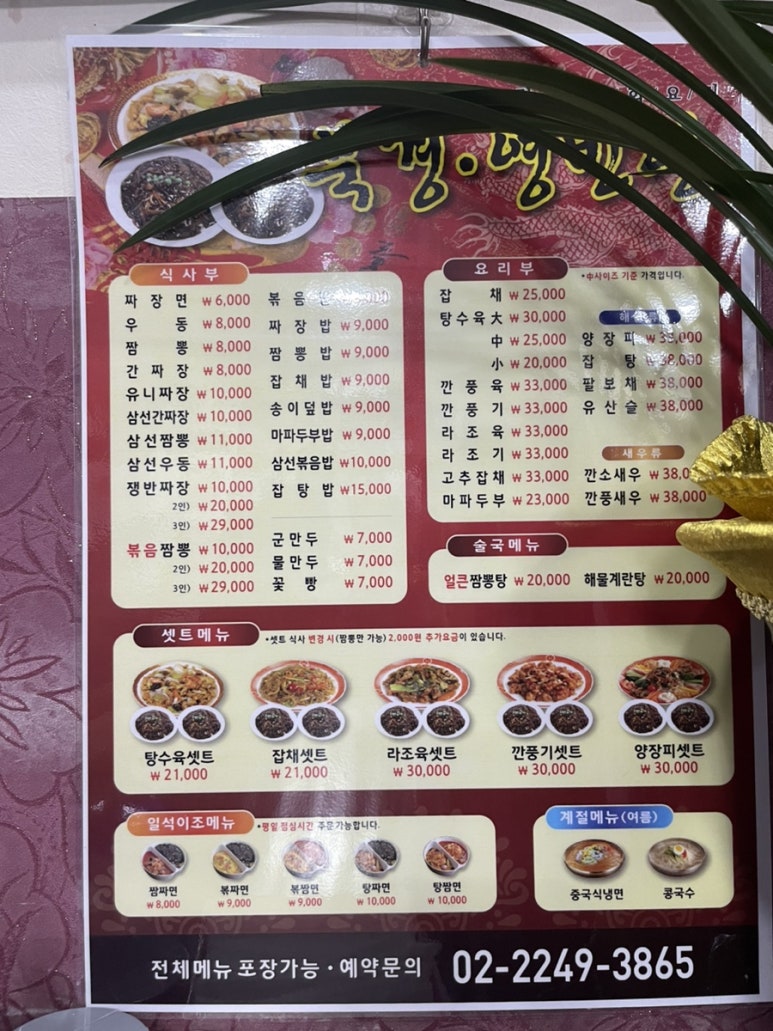 식사부
짜장면 ₩6,000
우동 ₩8,000
짬뽕 ₩8,000
간짜장 ₩8,000
유니짜장 ₩10,000
삼선간짜장 ₩10,000
삼선짬뽕 ₩11,000
삼선우동 ₩11,000
쟁반짜장 ₩10,000
2인) ₩20,000
3인) ₩29,000
볶음짬뽕 ₩10,000
2인) ₩20,000
3인) ₩29,000
볶음
짜장밥 ₩9,000
짬뽕밥 ₩9,000
잡채밥 ₩9,000
송이덮밥 ₩9,000
마파두부밥 ₩9,000
삼선볶음밥 ₩10,000
잡탕밥 ₩15,000
군만두 ₩7,000
물만두 ₩7,000
꽃빵 ₩7,000
요리부
*中사이즈 기준 가격입니다.
잡채 ₩25,000
탕수육 大 ₩30,000
中 ₩25,000
小 ₩20,000
깐풍육 ₩33,000
깐풍기 ₩33,000
라조육 ₩33,000
라조기 ₩33,000
고추잡채 ₩33,000
마파두부 ₩23,000
양장피
잡탕 ₩38,000
팔보채 ₩38,000
유산슬 ₩38,000
새우류
깐소새우
깐풍새우 ₩38,000
술국메뉴
얼큰짬뽕탕 ₩20,000 해물계란탕 ₩20,000
셋트메뉴
*셋트 식사 변경 시(짬뽕만 가능) 2,000원 추가요금이 있습니다.
탕수육셋트 잡채셋트 라조육셋트 깐풍기셋트 양장피셋트
₩21,000 ₩21,000 ₩30,000 ₩30,000 ₩30,000
일석이조메뉴
*평일 점심시간 주문가능합니다.
짬짜면 볶짜면 볶짬면 탕짜면 탕짬면
₩8,000 ₩9,000 ₩9,000 ₩10,000 ₩10,000
계절메뉴(여름)
중국식냉면 콩국수
전체메뉴 포장가능·예약문의 02-2249-3865